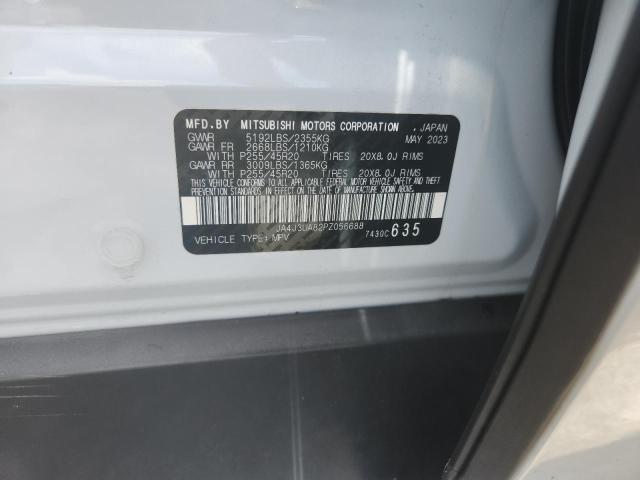 MFD.BY MITSUBISHI MOTORS CORPORATION , JAPAN
GVWR 5192LBS/2355KG MAY 2023
GAWR FR 2668LBS/1210KG
WITH P255/45R20 TIRES 20X8.0J RIMS
GAWR RR 3009LBS/1365KG
WITH P255/45R20 TIRES 20X8.0J RIMS
THIS VEHICLE CONFORMS TO ALL APPLICABLE FEDERAL MOTOR VEHICLE
SAFETY, BUMPER, AND THEFT PREVENTION STANDARDS IN EFFECT ON
THE DATE OF MANUFACTURE SHOWN ABOVE.
JA4J3UA82PZ056688
VEHICLE TYPE: MPV 7430C 635